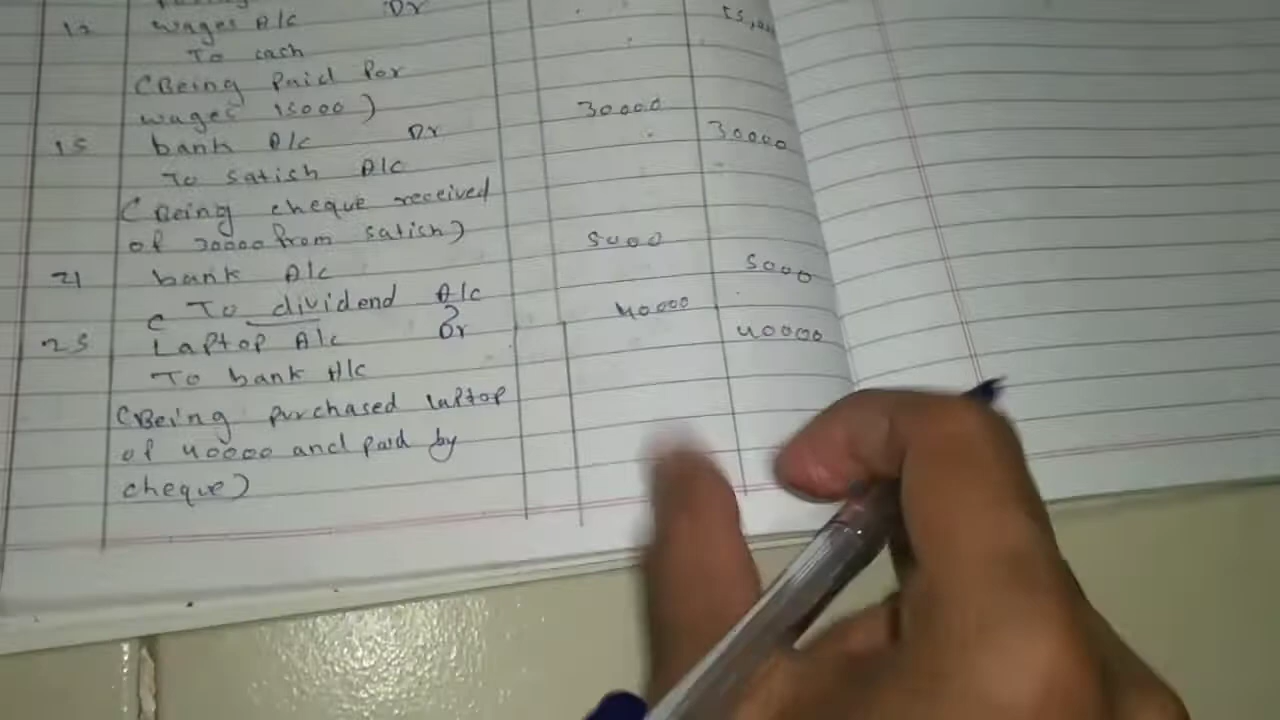 12 wages A/c Dr
To cash 15,000
(Being paid for
wages 15000)
15 bank A/c Dr 30000
To satish A/c 30000
(Being cheque received
of 30000 from satish)
21 bank A/c 5000
( To dividend A/c ) 5000
25 Laptop A/c Dr 40000
To bank A/c 40000
(Being purchased laptop
of 40000 and paid by
cheque)